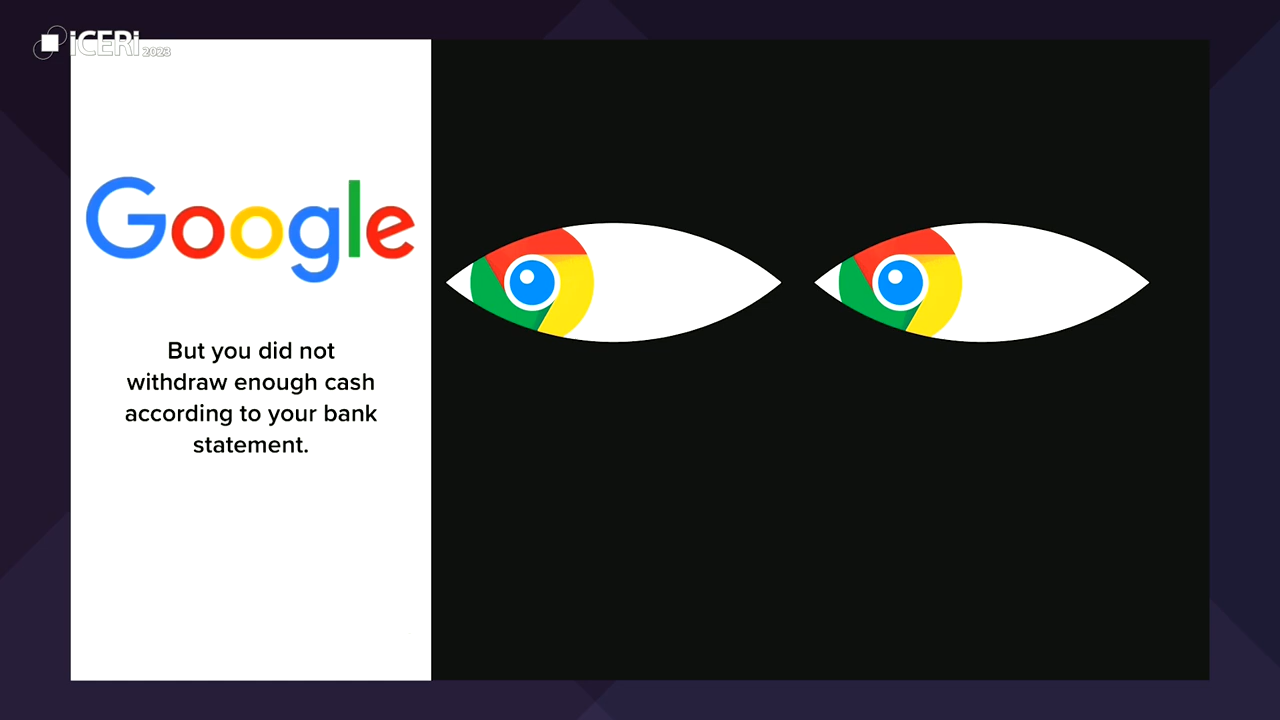 iCERi 2023
Google
But you did not
withdraw enough cash
according to your bank
statement.